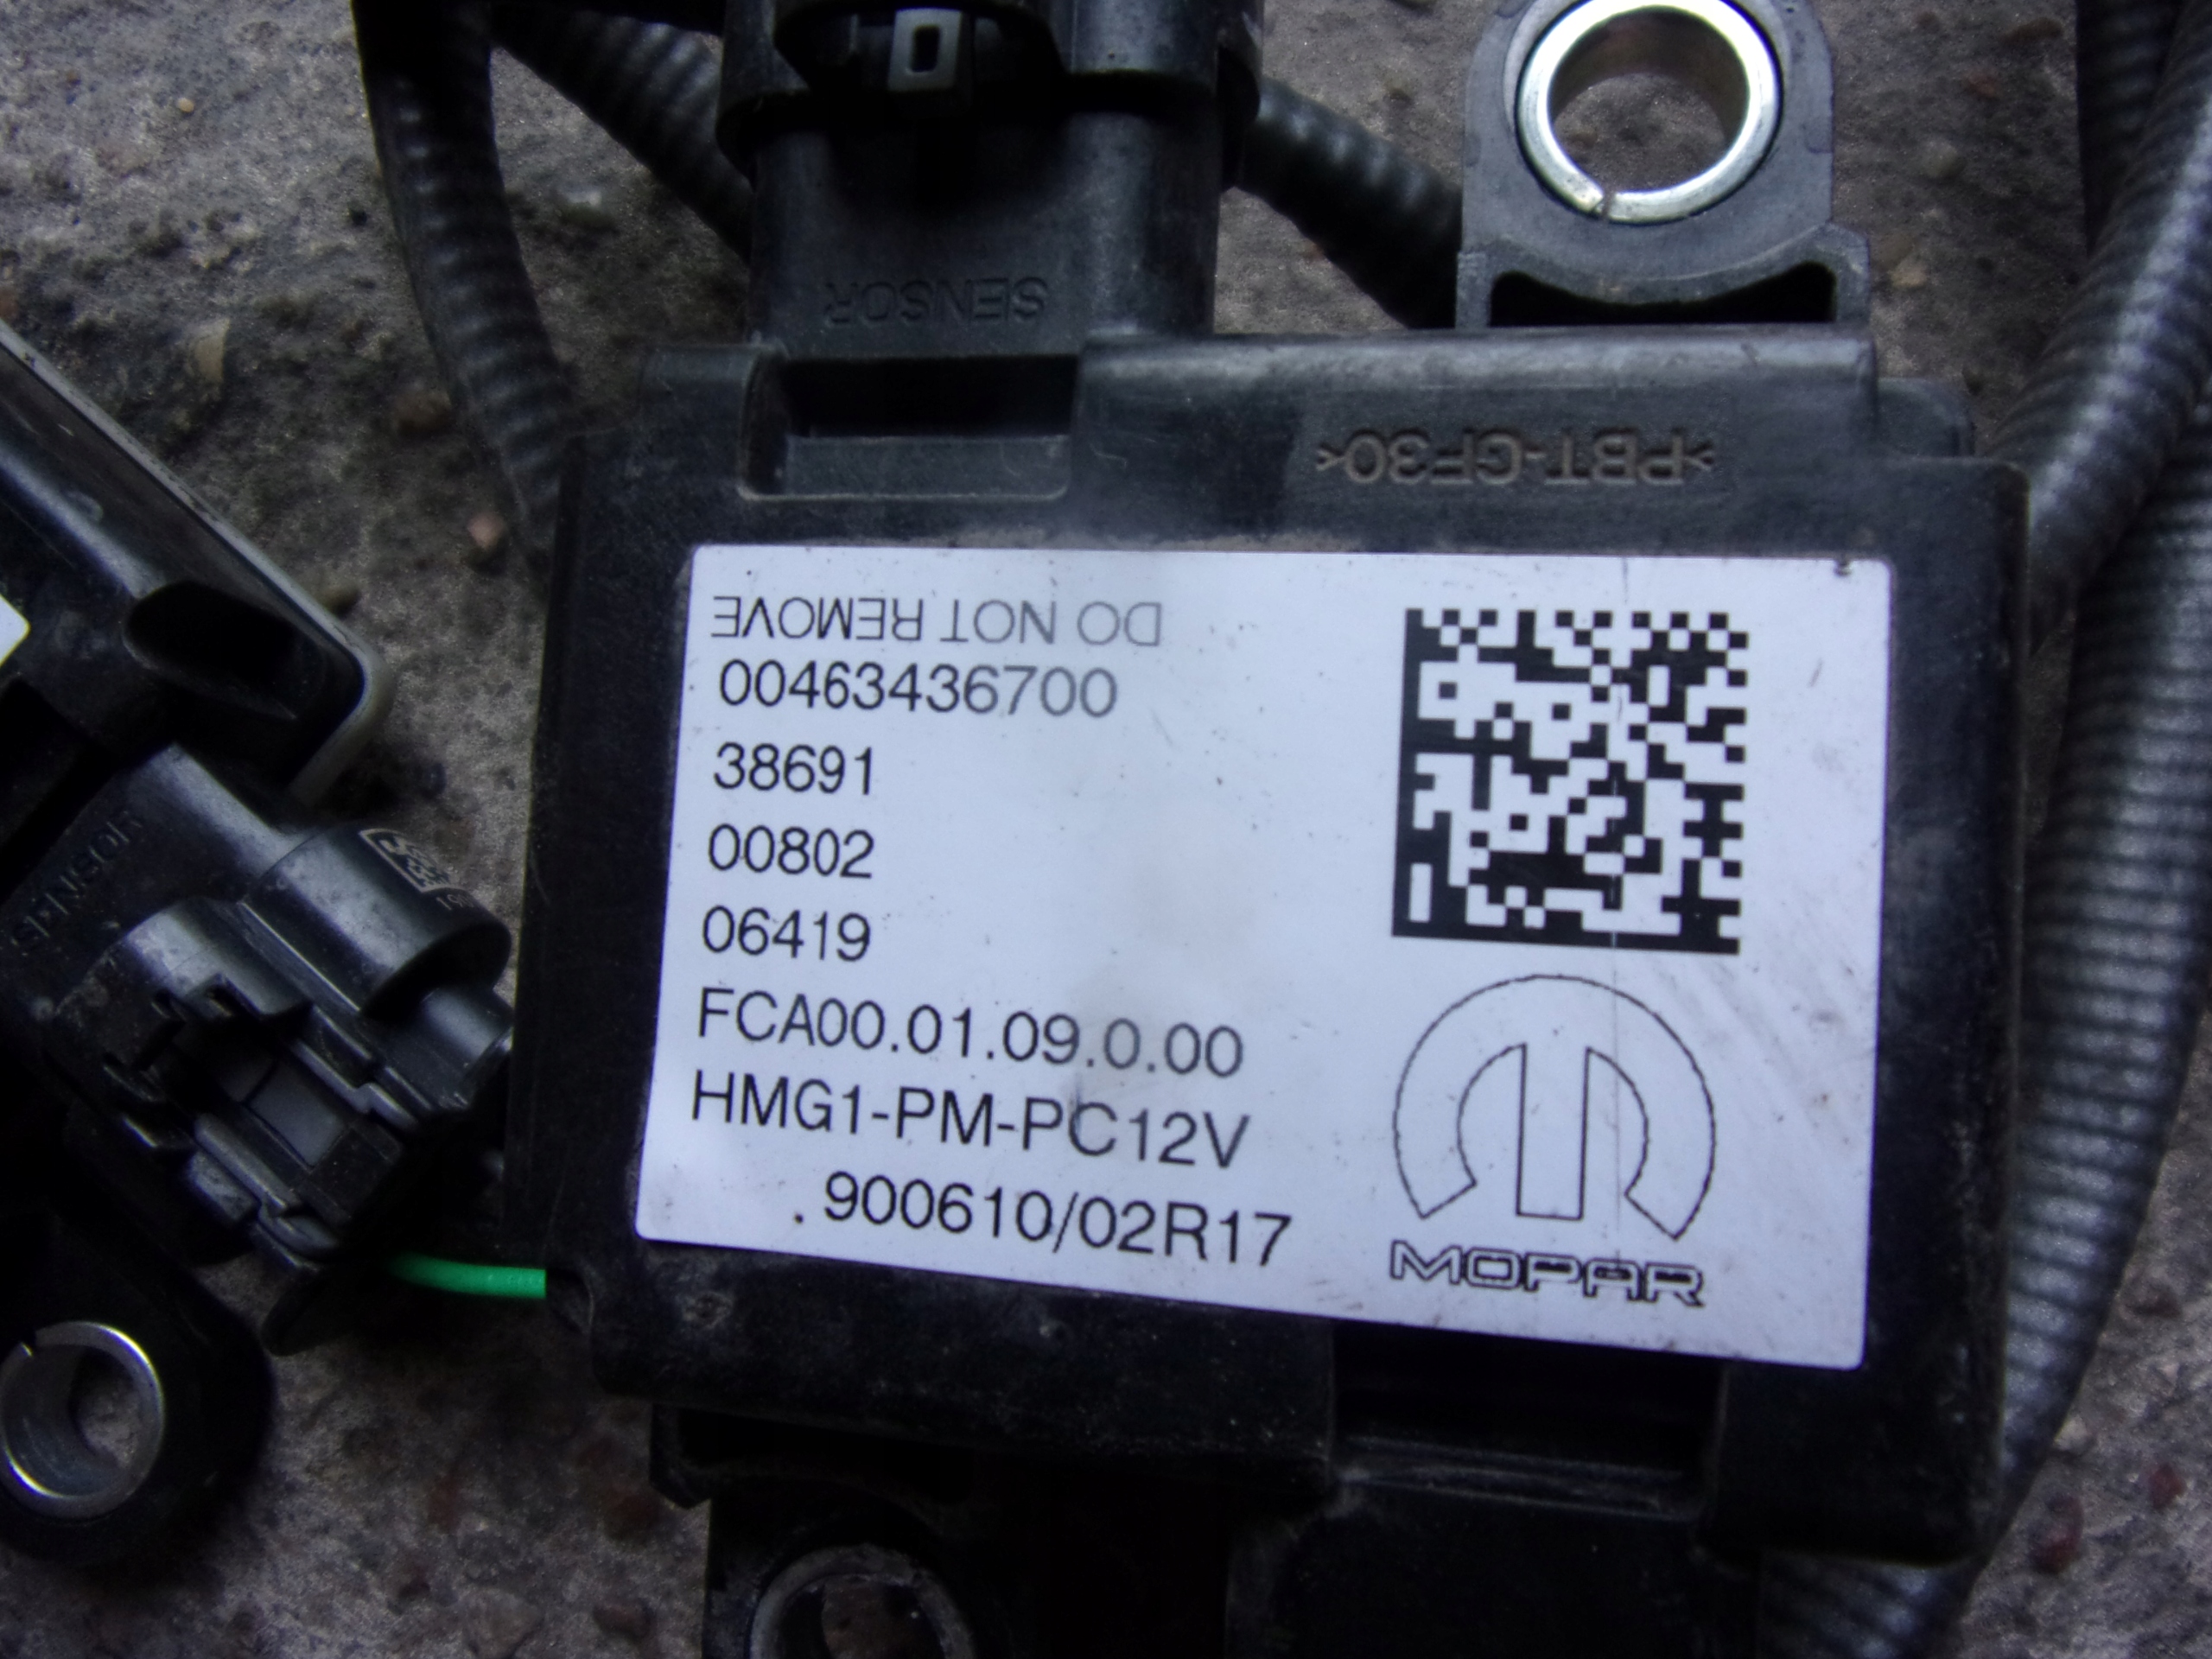 SENSOR
>PBT-GF30<
DO NOT REMOVE
00463436700
38691
00802
06419
FCA00.01.09.0.00
HMG1-PM-PC12V
.900610/02R17
MOPAR
SENSOR